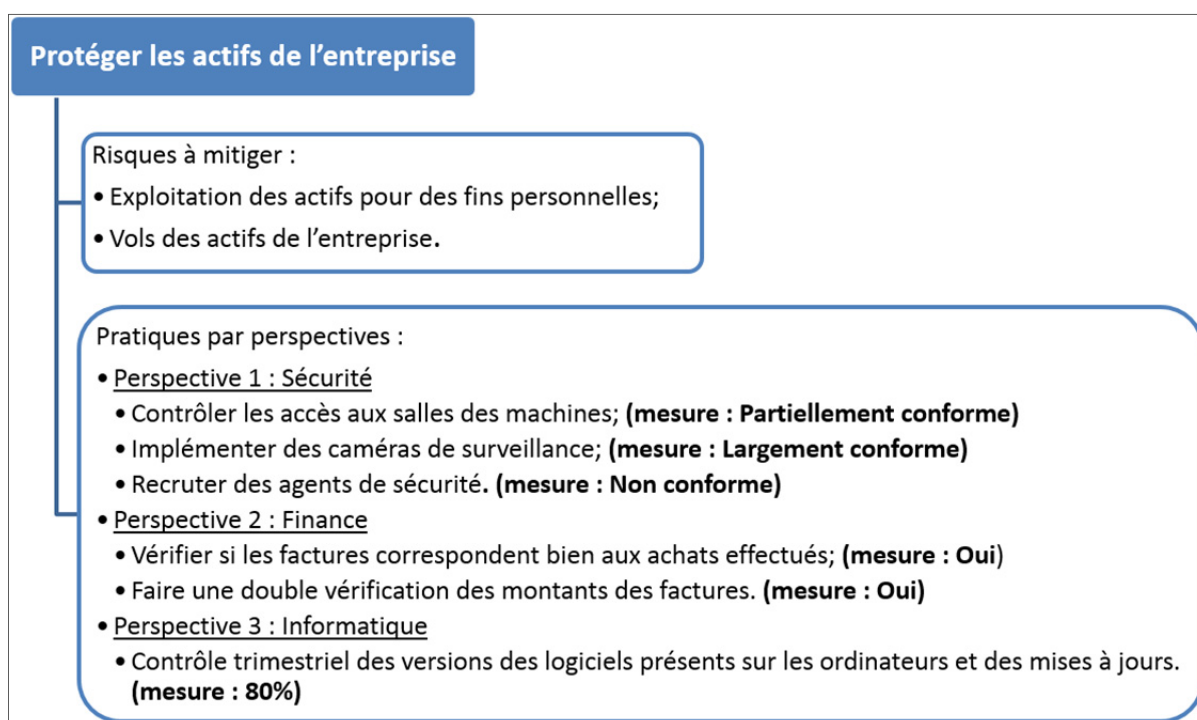 Protéger les actifs de l’entreprise
Risques à mitiger :
• Exploitation des actifs pour des fins personnelles;
• Vols des actifs de l’entreprise.
Pratiques par perspectives :
• Perspective 1 : Sécurité
• Contrôler les accès aux salles des machines; (mesure : Partiellement conforme)
• Implémenter des caméras de surveillance; (mesure : Largement conforme)
• Recruter des agents de sécurité. (mesure : Non conforme)
• Perspective 2 : Finance
• Vérifier si les factures correspondent bien aux achats effectués; (mesure : Oui)
• Faire une double vérification des montants des factures. (mesure : Oui)
• Perspective 3 : Informatique
• Contrôle trimestriel des versions des logiciels présents sur les ordinateurs et des mises à jours.
(mesure : 80%)